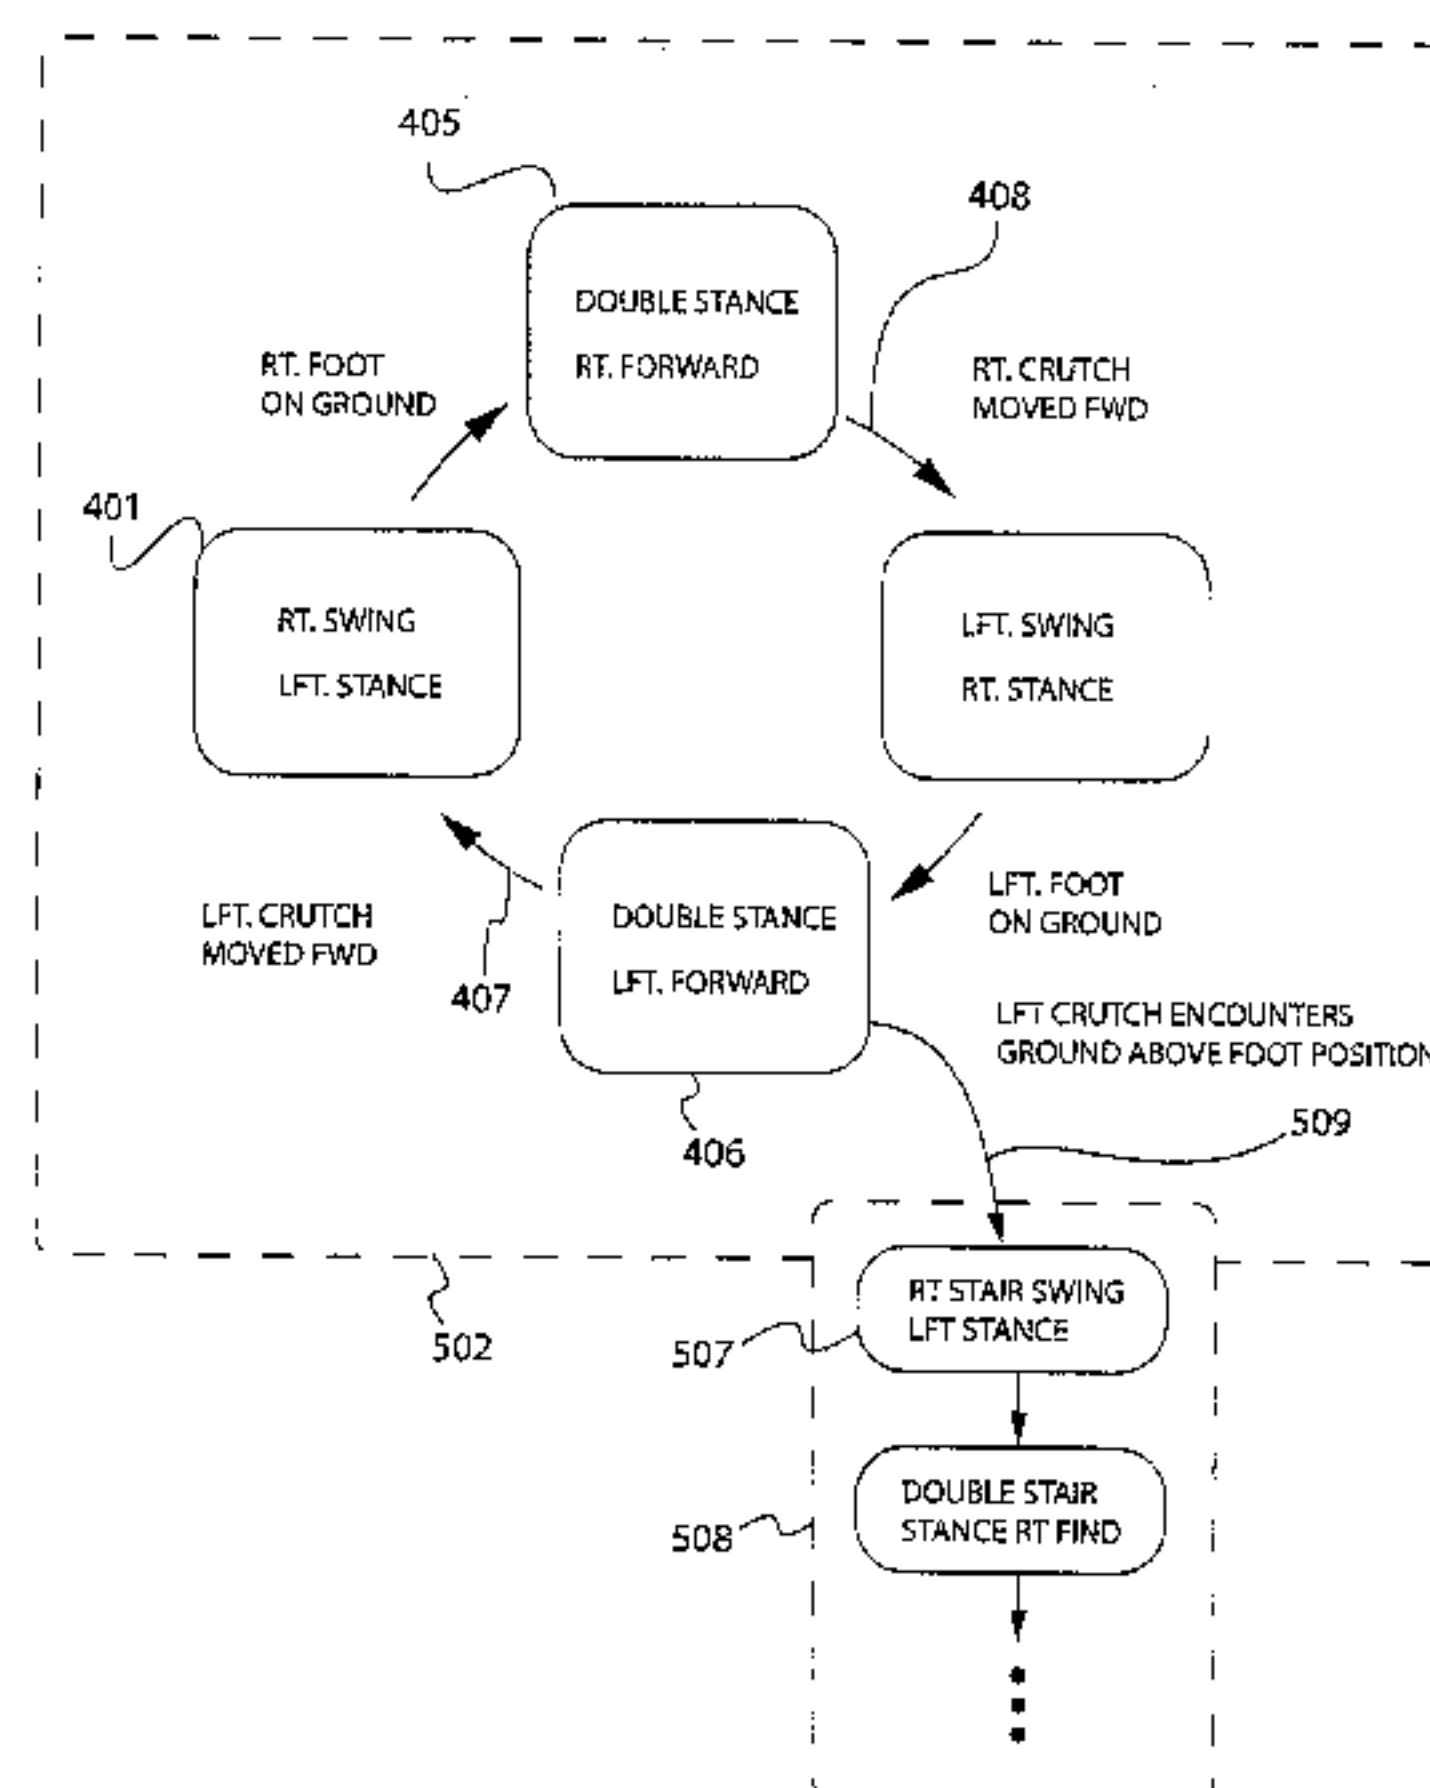 405
408
DOUBLE STANCE
RT. FORWARD
RT. FOOT
ON GROUND
RT. CRUTCH
MOVED FWD
401
RT. SWING
LFT. STANCE
LFT. SWING
RT. STANCE
LFT. CRUTCH
MOVED FWD
407
DOUBLE STANCE
LFT. FORWARD
LFT. FOOT
ON GROUND
LFT CRUTCH ENCOUNTERS
GROUND ABOVE FOOT POSITION
509
406
502
507
RT STAIR SWING
LFT STANCE
508
DOUBLE STAIR
STANCE RT FIND